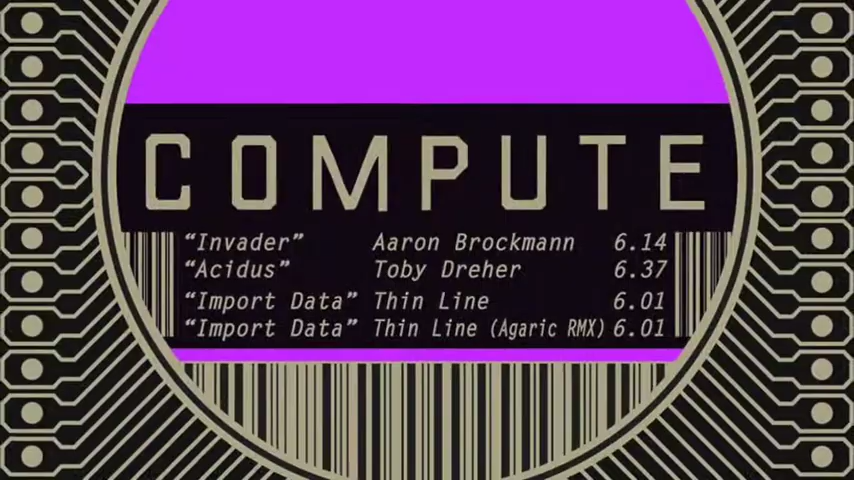 COMPUTE
“Invader” Aaron Brockmann 6.14
“Acidus” Toby Dreher 6.37
“Import Data” Thin Line 6.01
“Import Data” Thin Line (Agaric RMX) 6.01